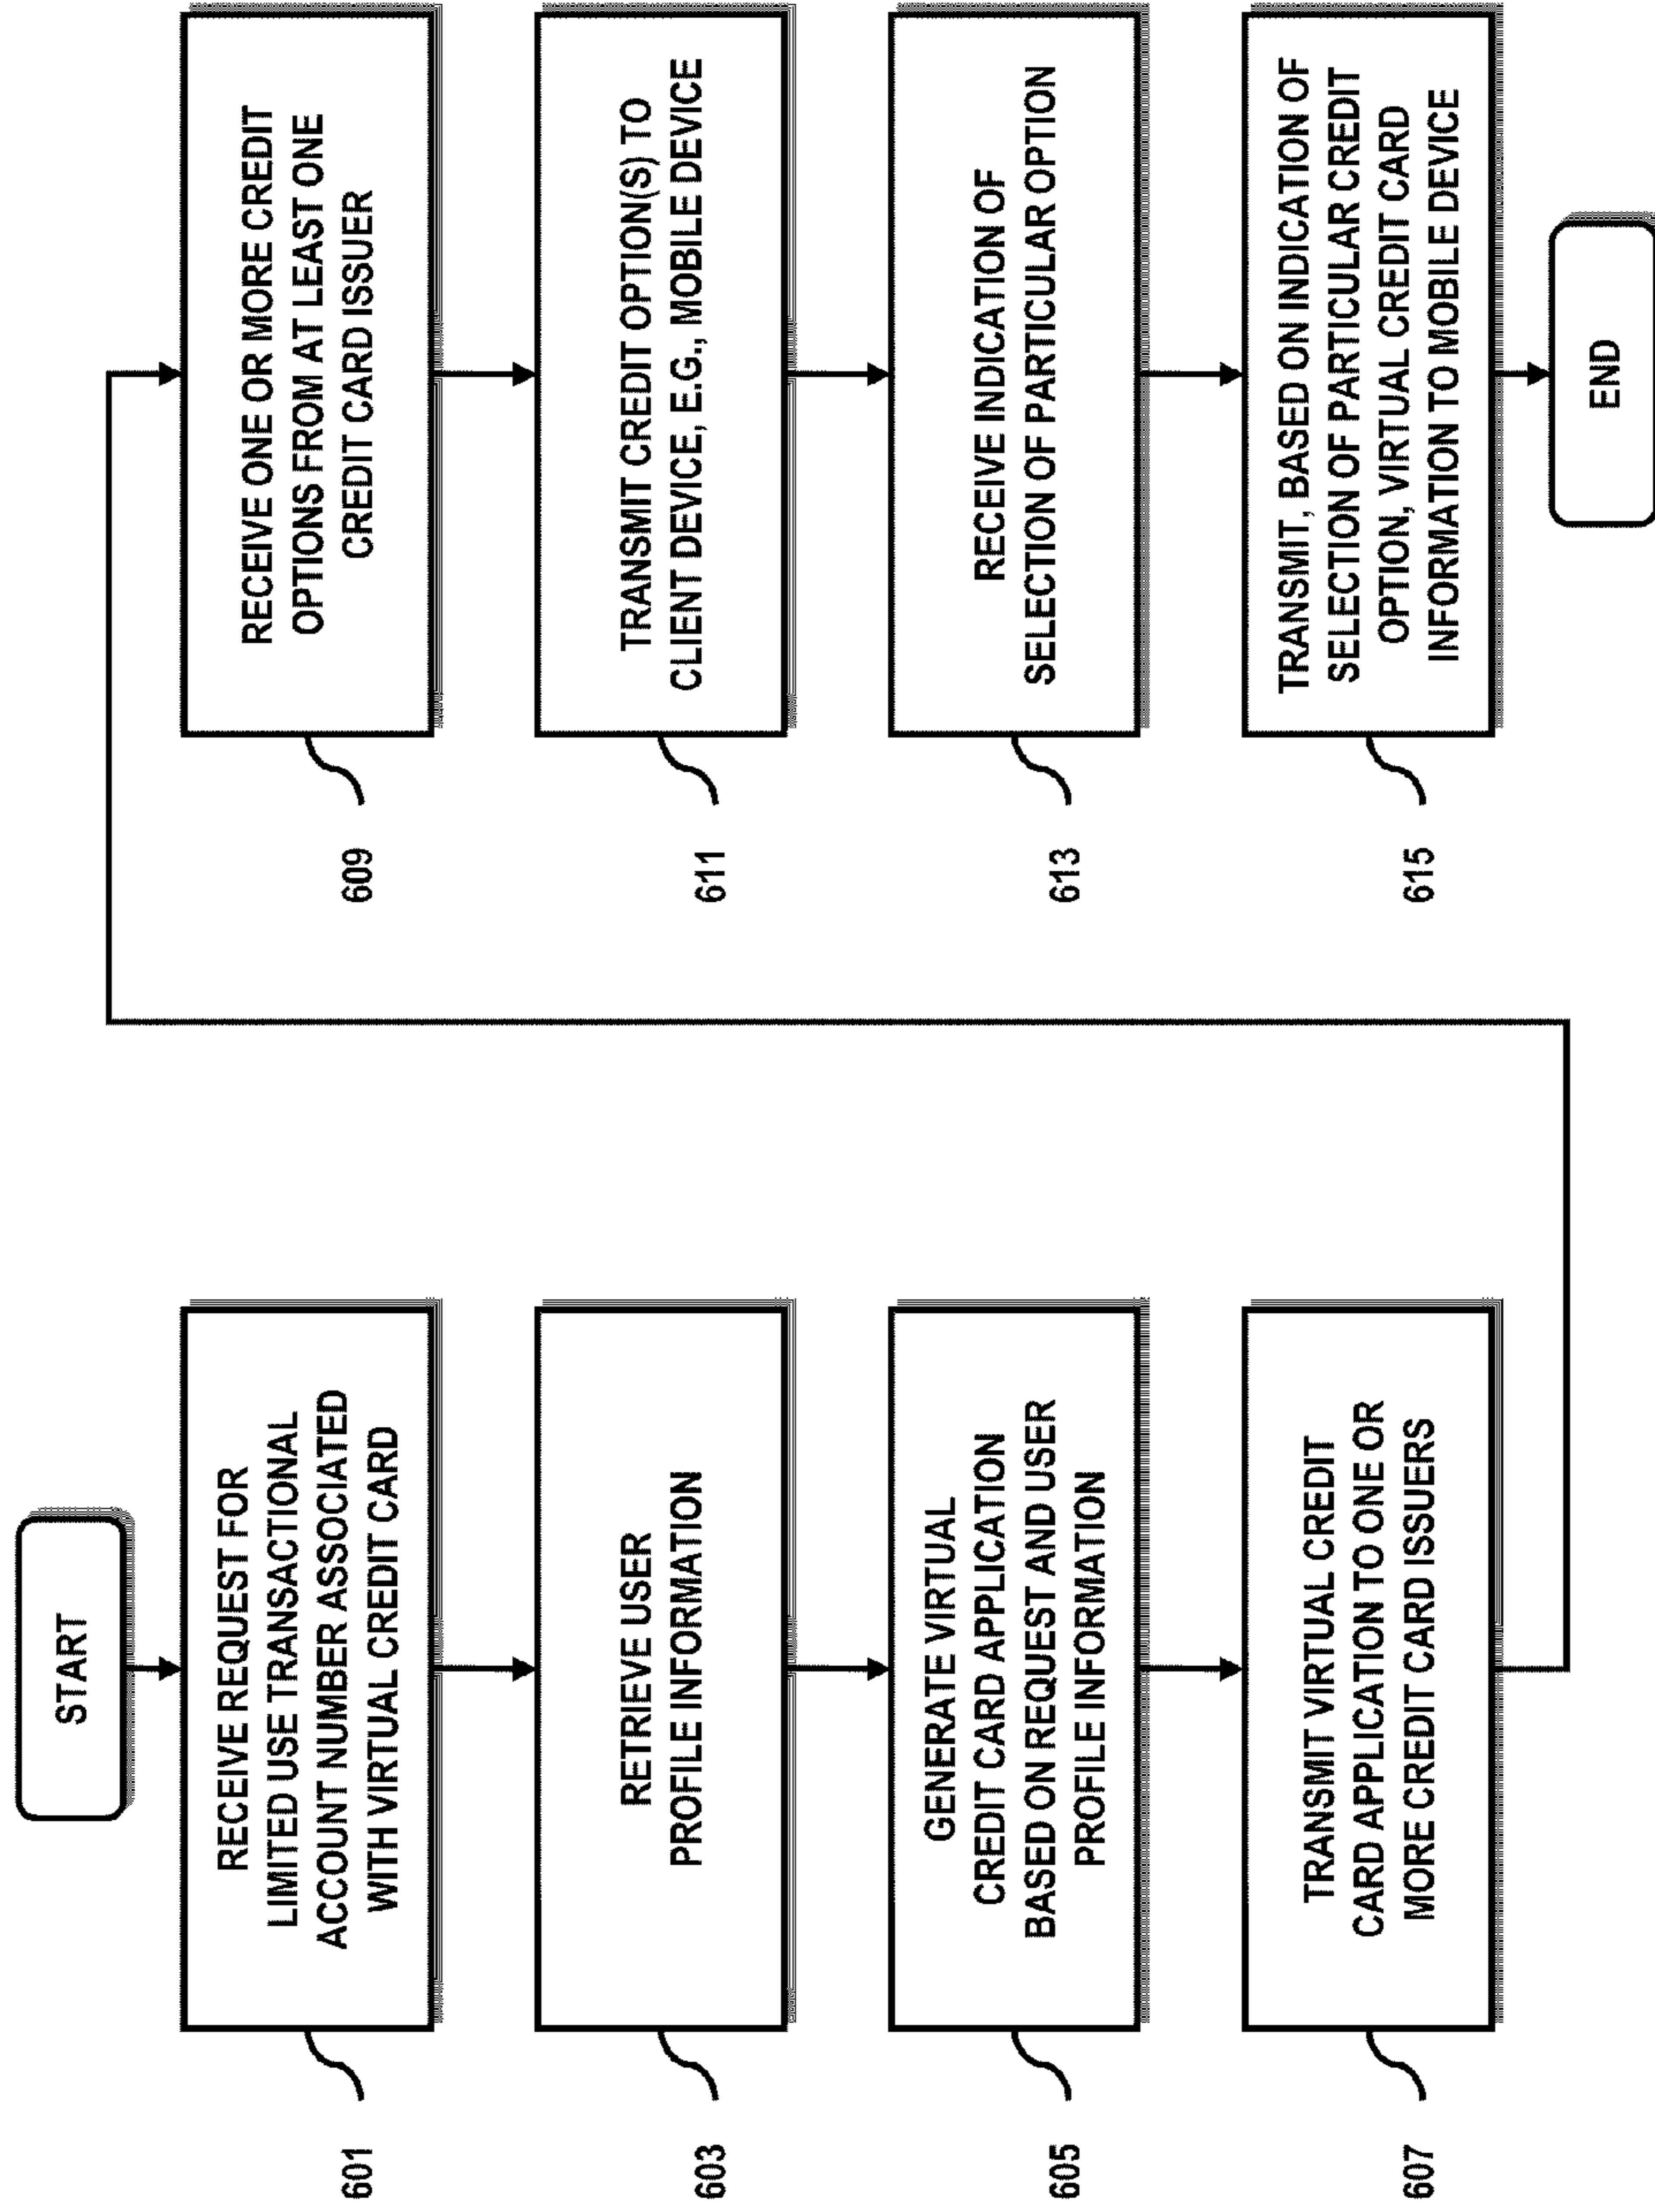 START
RECEIVE REQUEST FOR
LIMITED USE TRANSACTIONAL
ACCOUNT NUMBER ASSOCIATED
WITH VIRTUAL CREDIT CARD
601
RETRIEVE USER
PROFILE INFORMATION
603
GENERATE VIRTUAL
CREDIT CARD APPLICATION
BASED ON REQUEST AND USER
PROFILE INFORMATION
605
TRANSMIT VIRTUAL CREDIT
CARD APPLICATION TO ONE OR
MORE CREDIT CARD ISSUERS
607
RECEIVE ONE OR MORE CREDIT
OPTIONS FROM AT LEAST ONE
CREDIT CARD ISSUER
609
TRANSMIT CREDIT OPTION(S) TO
CLIENT DEVICE, E.G., MOBILE DEVICE
611
RECEIVE INDICATION OF
SELECTION OF PARTICULAR OPTION
613
TRANSMIT, BASED ON INDICATION OF
SELECTION OF PARTICULAR CREDIT
OPTION, VIRTUAL CREDIT CARD
INFORMATION TO MOBILE DEVICE
615
END